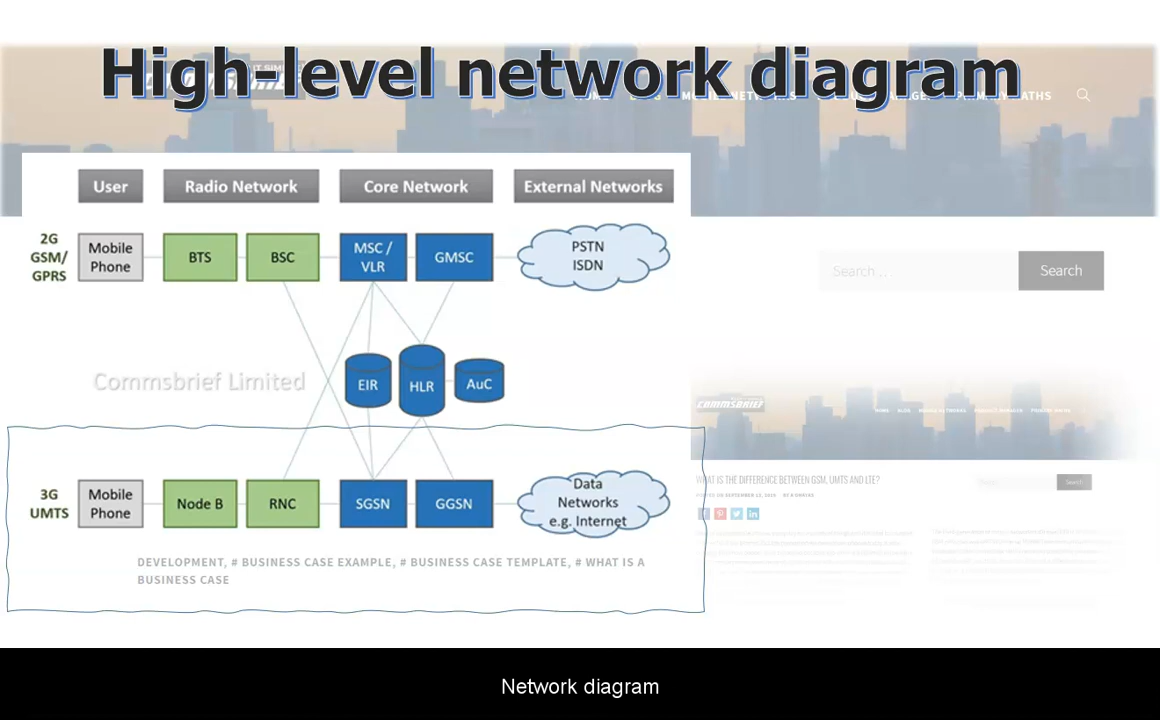 High-level network diagram
User
Radio Network
Core Network
External Networks
2G
GSM/
GPRS
Mobile
Phone
BTS
BSC
MSC /
VLR
GMSC
PSTN
ISDN
Search ...
Search
Commsbrief Limited
EIR
HLR
AuC
COMMSBRIEF
3G
UMTS
Mobile
Phone
Node B
RNC
SGSN
GGSN
Data
Networks
e.g. Internet
WHAT IS THE DIFFERENCE BETWEEN GSM, UMTS AND LTE?
Search
DEVELOPMENT, # BUSINESS CASE EXAMPLE, # BUSINESS CASE TEMPLATE, # WHAT IS A
BUSINESS CASE
Network diagram